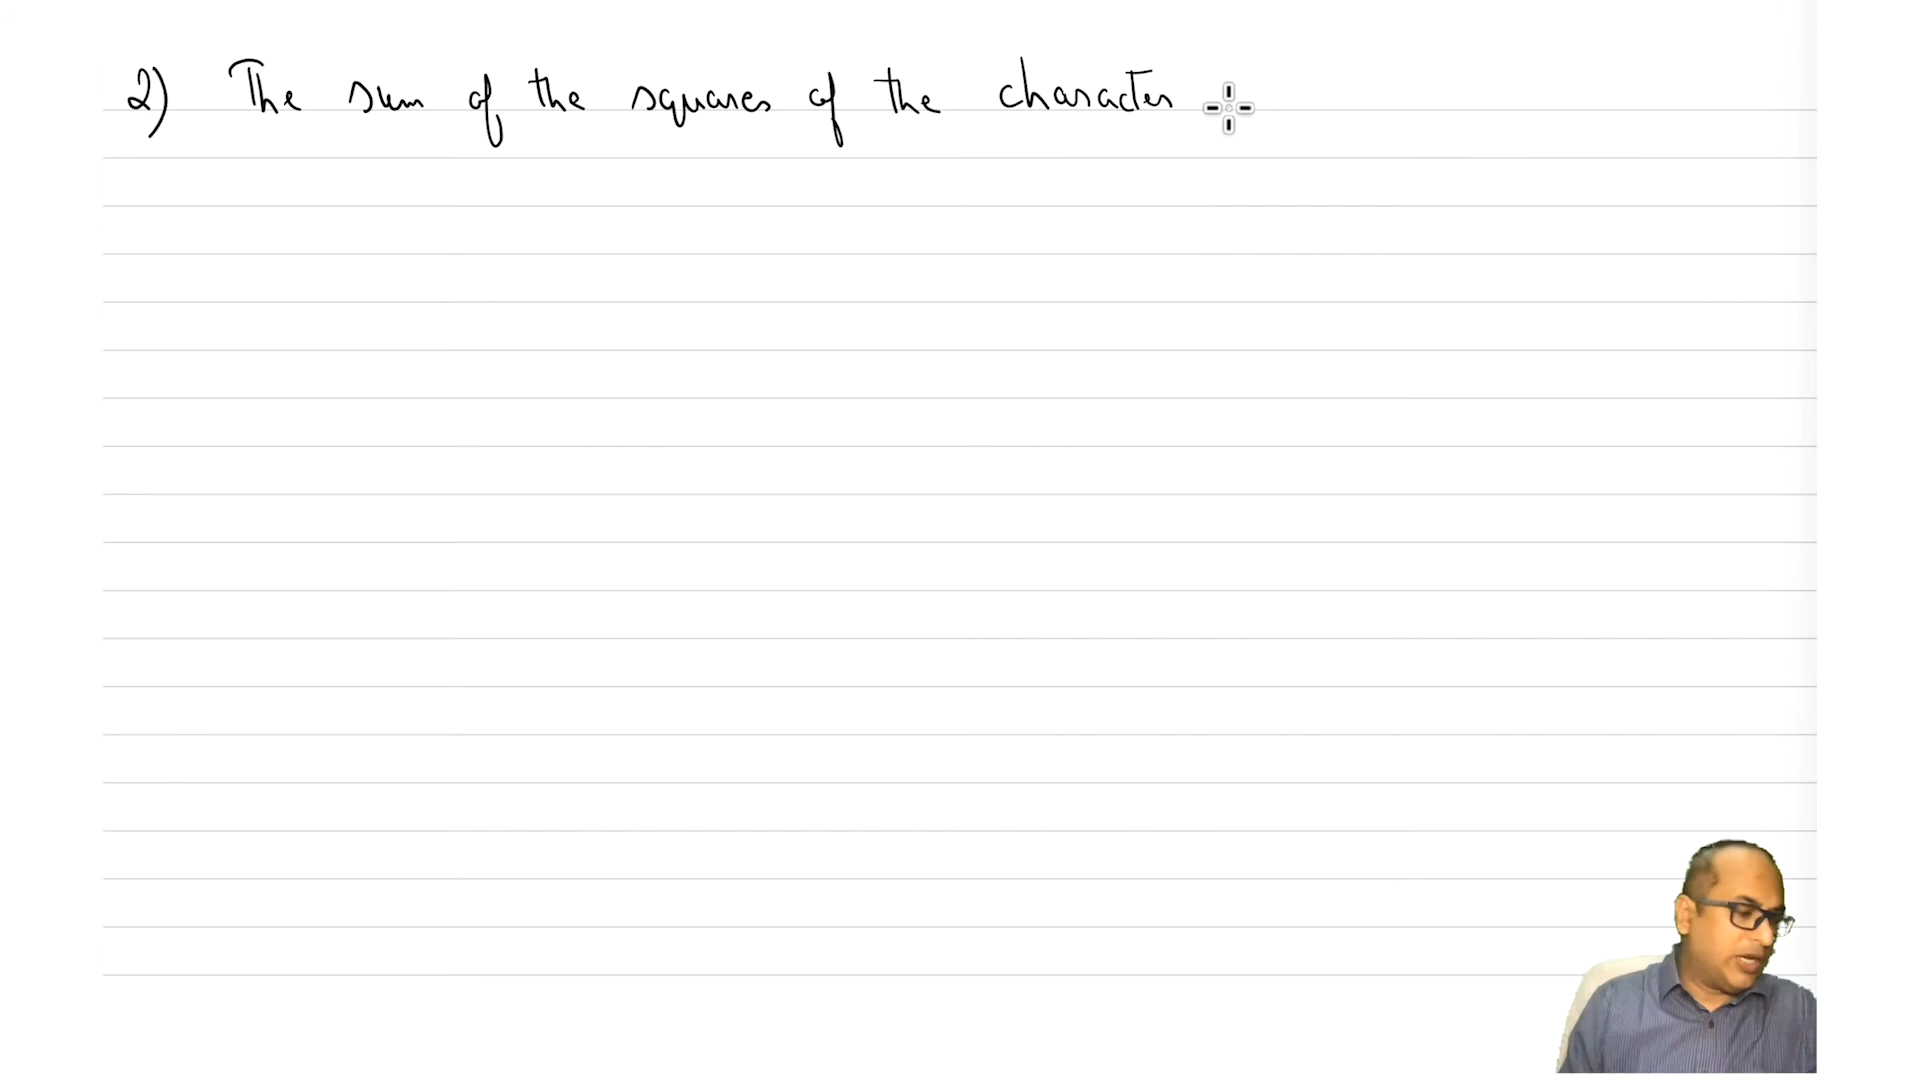 2) The sum of the squares of the character